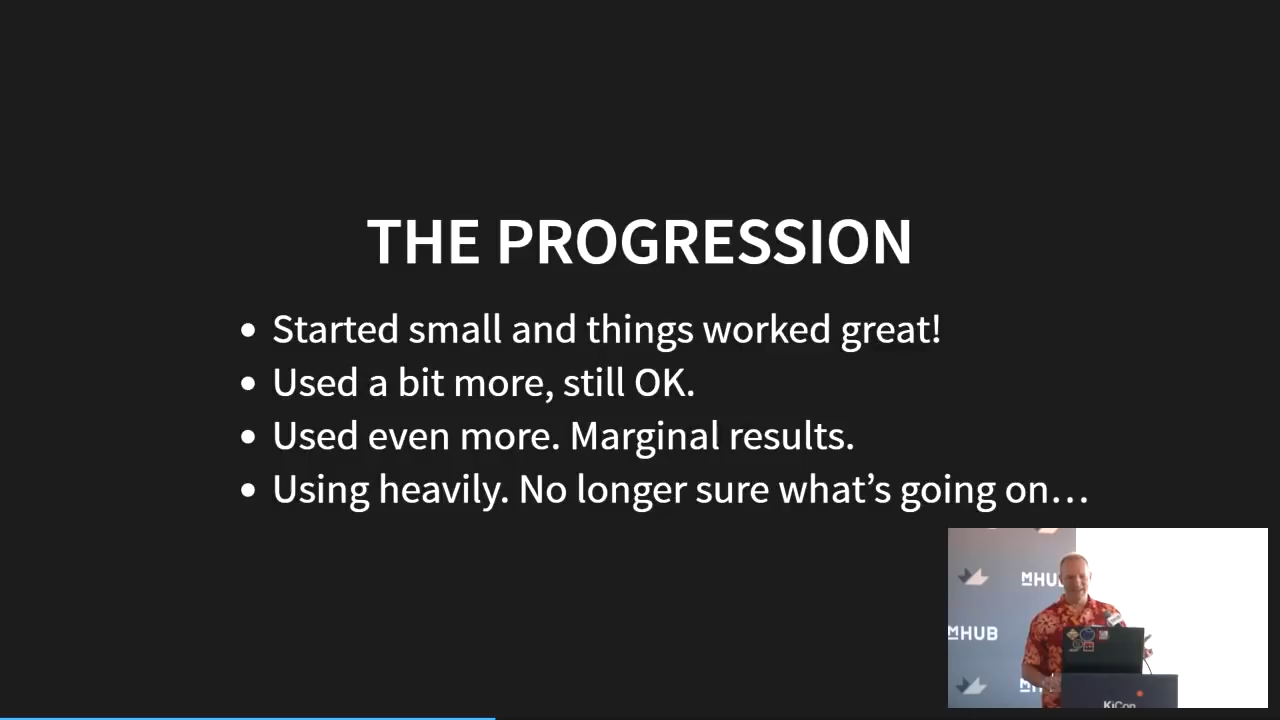 THE PROGRESSION
• Started small and things worked great!
• Used a bit more, still OK.
• Used even more. Marginal results.
• Using heavily. No longer sure what’s going on…
MHUB
MHUB
KiCon